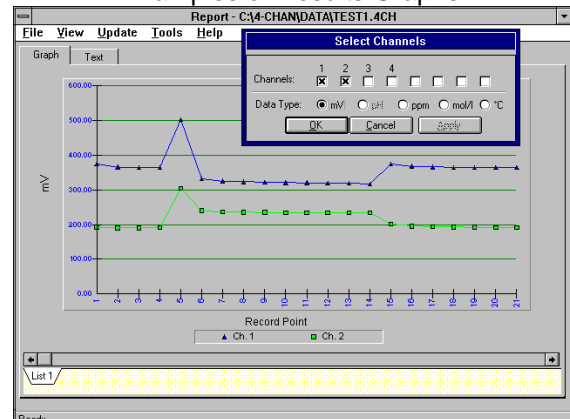 Report - C:\4-CHAN\DATA\TEST1.4CH
File View Update Tools Help
Select Channels
Graph Text
1 2 3 4
Channels:
Data Type: mV pH ppm mol/l °C
OK Cancel Apply
600.00
500.00
400.00
300.00
200.00
100.00
0.00
mV
1 2 3 4 5 6 7 8 9 10 11 12 13 14 15 16 17 18 19 20 21
Record Point
Ch. 1 Ch. 2
List 1